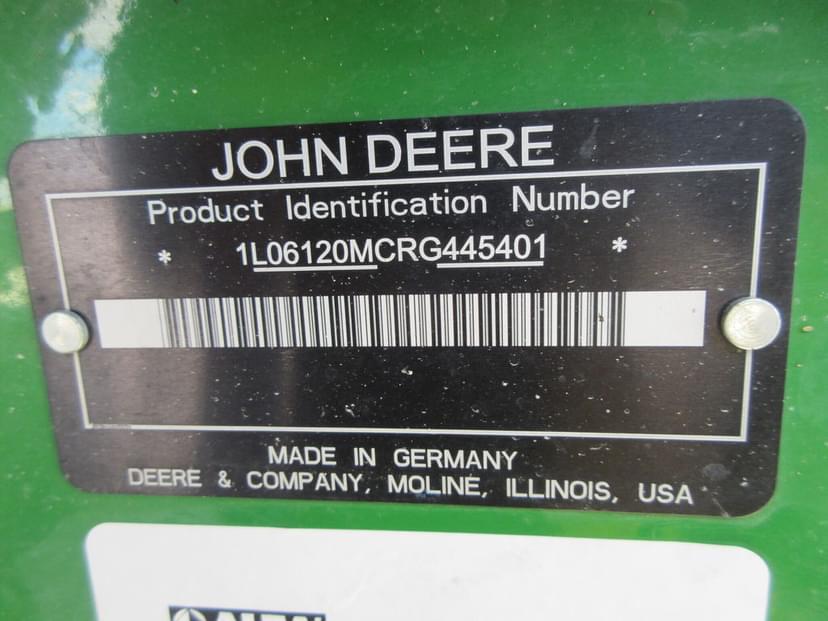 JOHN DEERE
Product Identification Number
* 1L06120MCRG445401 *
MADE IN GERMANY
DEERE & COMPANY, MOLINE, ILLINOIS, USA